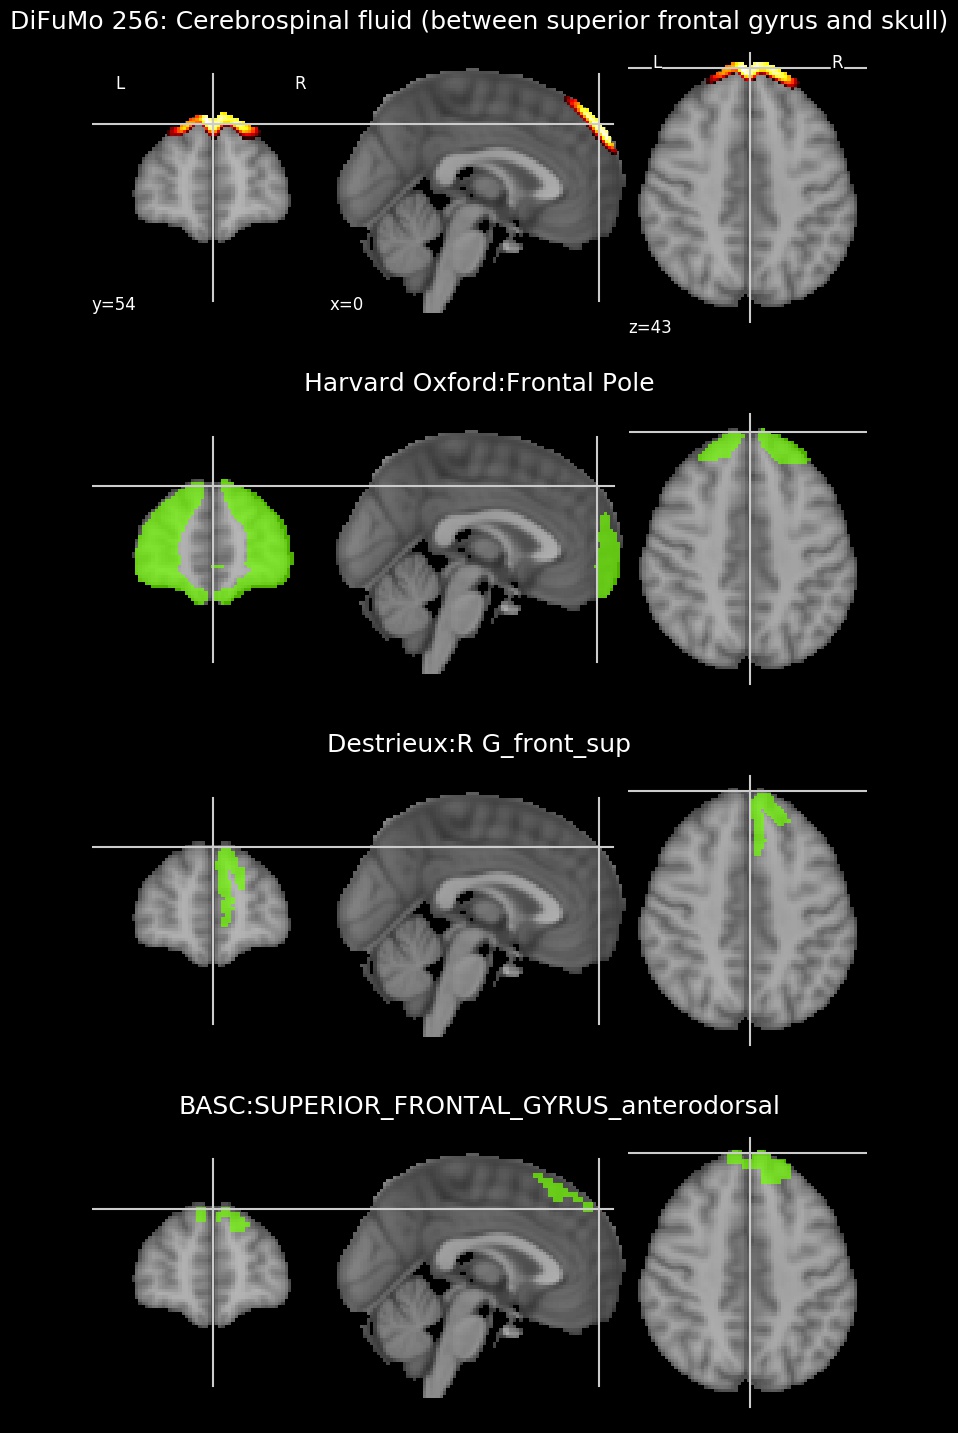 DiFuMo 256: Cerebrospinal fluid (between superior frontal gyrus and skull)
L R L R
y=54 x=0 z=43
Harvard Oxford:Frontal Pole
Destrieux:R G_front_sup
BASC:SUPERIOR_FRONTAL_GYRUS_anterodorsal